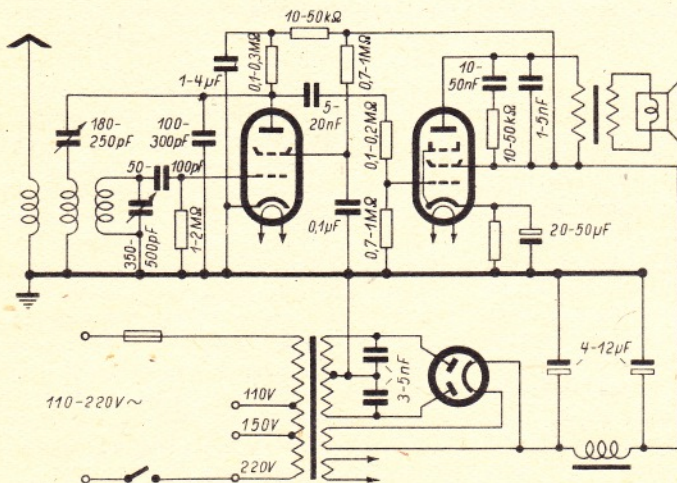 10-50kΩ
1-4µF
0,1-0,3MΩ
0,7-1MΩ
10-
50nF
180-
250pF
100-
300pF
5-
20nF
0,1-0,2MΩ
10-50kΩ
1-5nF
50-
100pF
350-
500pF
1-2MΩ
0,1µF
0,7-1MΩ
20-50µF
110-220V~
110V
150V
220V
3-5nF
4-12µF